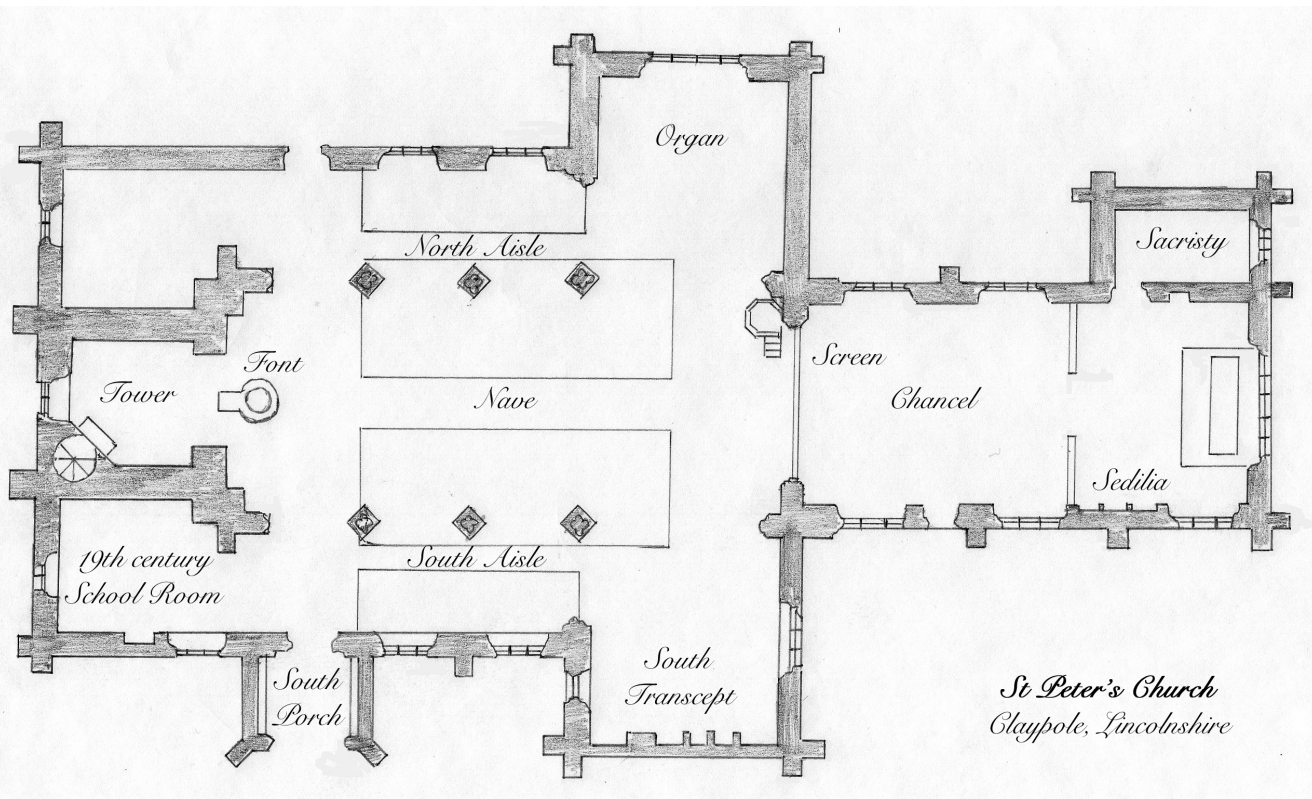 Organ
North Aisle
Sacristy
Font
Screen
Tower
Nave
Chancel
Sedilia
19th century
School Room
South Aisle
South
Porch
South
Transcept
St Peter's Church
Claypole, Lincolnshire